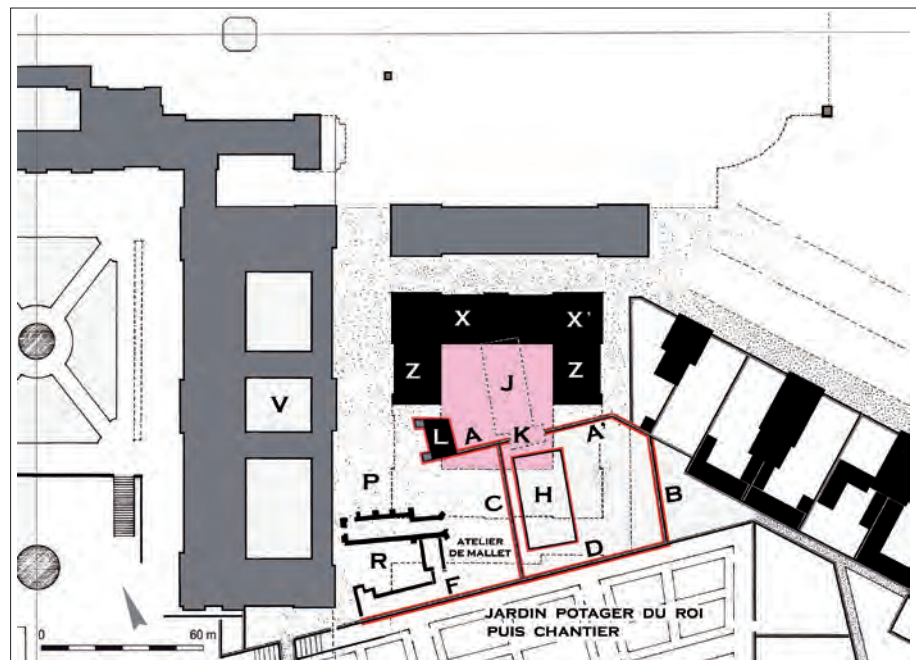 X
X'
Z
Z
J
V
L
A
K
A'
P
C
H
B
R
ATELIER
DE MALLET
D
F
JARDIN POTAGER DU ROI
PUIS CHANTIER
0
60 m